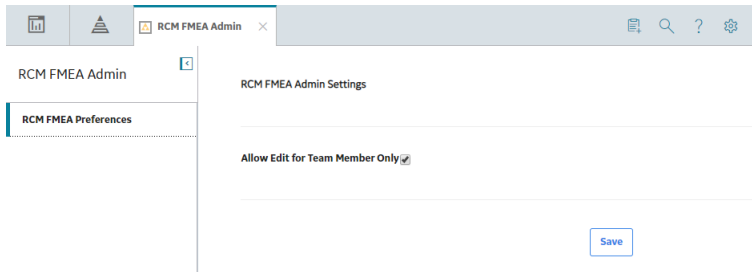 RCM FMEA Admin
RCM FMEA Admin
RCM FMEA Preferences
RCM FMEA Admin Settings
Allow Edit for Team Member Only
Save